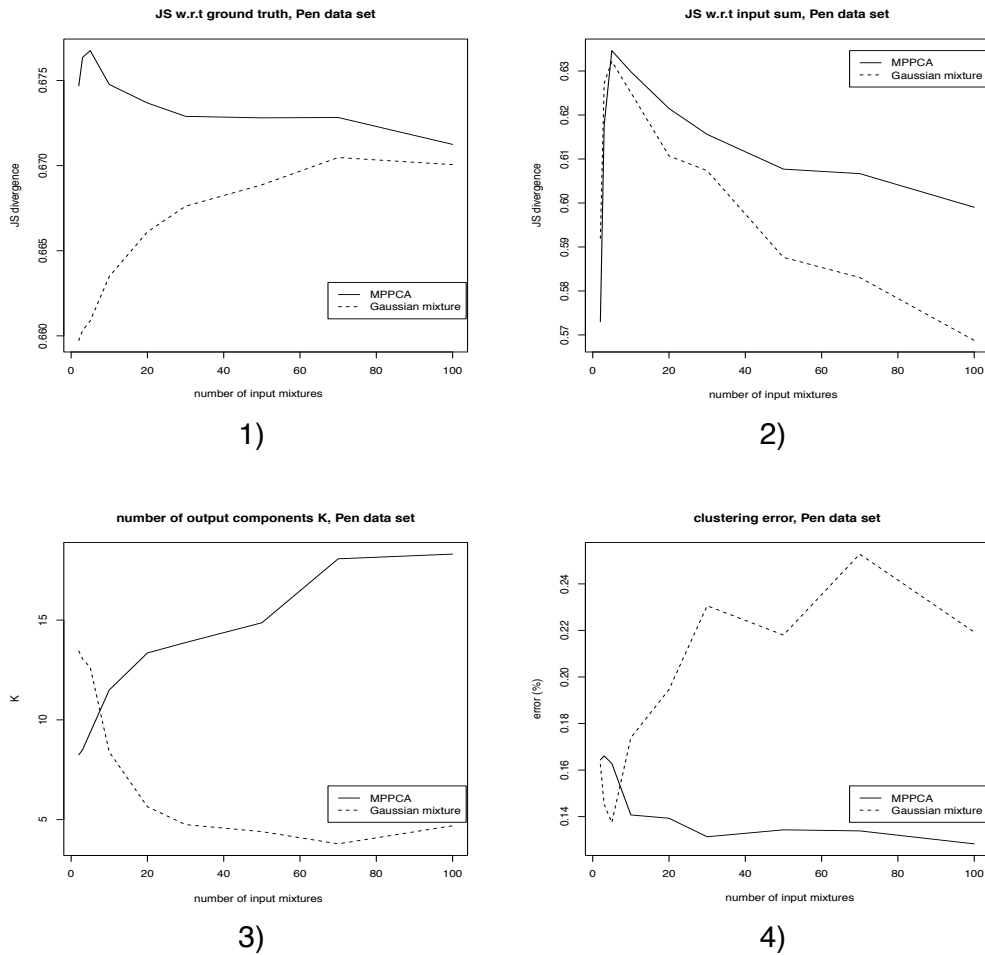 JS w.r.t ground truth, Pen data set
JS divergence
0.660 0.665 0.670 0.675
MPPCA
Gaussian mixture
0 20 40 60 80 100
number of input mixtures
1)
JS w.r.t input sum, Pen data set
JS divergence
0.57 0.58 0.59 0.60 0.61 0.62 0.63
MPPCA
Gaussian mixture
0 20 40 60 80 100
number of input mixtures
2)
number of output components K, Pen data set
K
5 10 15
MPPCA
Gaussian mixture
0 20 40 60 80 100
number of input mixtures
3)
clustering error, Pen data set
error (%)
0.14 0.16 0.18 0.20 0.22 0.24
MPPCA
Gaussian mixture
0 20 40 60 80 100
number of input mixtures
4)